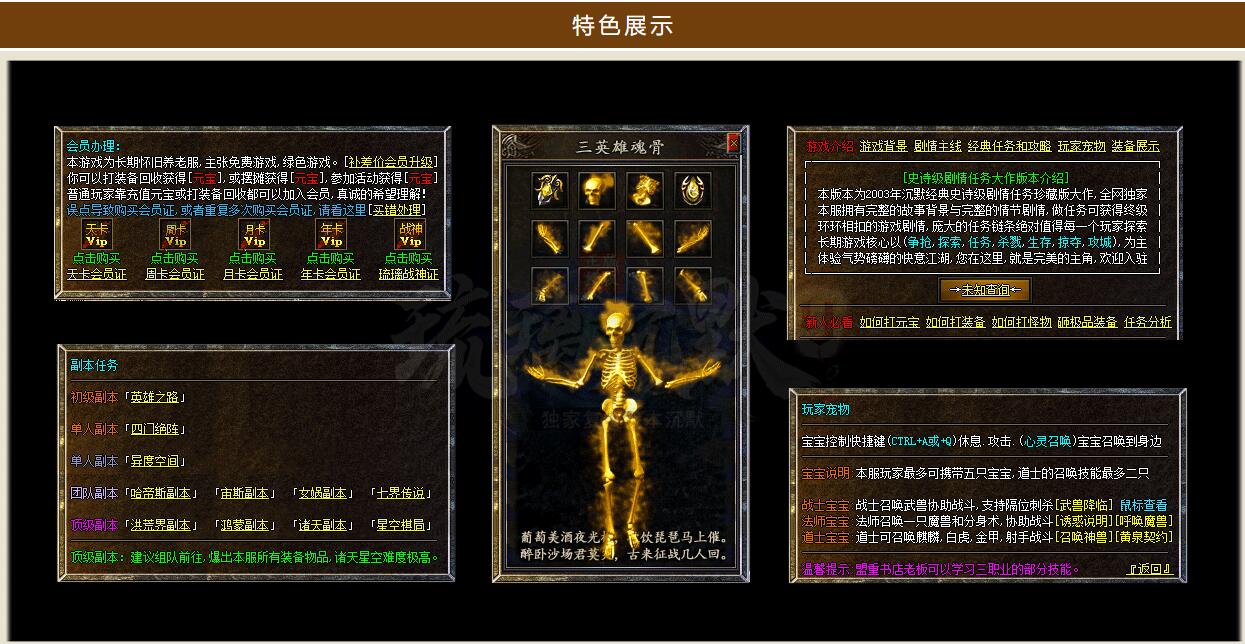 特色展示
会员办理:
本游戏为长期怀旧养老服,主张免费游戏,绿色游戏。[补差价会员升级]
你可以打装备回收获得[元宝],或摆摊获得[元宝],参加活动获得[元宝]
普通玩家靠充值元宝或打装备回收都可以加入会员,真诚的希望理解!
误点导致购买会员证,或者重复多次购买会员证,请看这里[买错处理]
天卡 周卡 月卡 年卡 战神
Vip Vip Vip Vip Vip
点击购买 点击购买 点击购买 点击购买 点击购买
天卡会员证 周卡会员证 月卡会员证 年卡会员证 琉璃战神证
副本任务
初级副本「英雄之路」
单人副本「四门绝阵」
单人副本「异度空间」
团队副本「哈帝斯副本」 「宙斯副本」 「女娲副本」 「七界传说」
顶级副本「洪荒界副本」 「鸿蒙副本」 「诸天副本」 「星空棋局」
顶级副本: 建议组队前往,爆出本服所有装备物品,诸天星空难度极高。
三英雄魂骨
葡萄美酒夜光 饮琵琶马上催。
醉卧沙场君莫 古来征战几人回。
游戏介绍 游戏背景 剧情主线 经典任务和攻略 玩家宠物 装备展示
[史诗级剧情任务大作版本介绍]
本版本为2003年沉默经典史诗级剧情任务珍藏版大作,全网独家
本服拥有完整的故事背景与完整的情节剧情,做任务可获得终级
环环相扣的游戏剧情,庞大的任务链条绝对值得每一个玩家探索
长期游戏核心以(争抢,探索,任务,杀戮,生存,掠夺,攻城),为主
体验气势磅礴的快意江湖,您在这里,就是完美的主角,欢迎入驻
→未知查询←
新人必看 如何打元宝 如何打装备 如何打怪物 砸极品装备 任务分析
玩家宠物
宝宝控制快捷键(CTRL+A或+Q)休息.攻击.(心灵召唤)宝宝召唤到身边
宝宝说明:本服玩家最多可携带五只宝宝,道士的召唤技能最多二只
战士宝宝 战士召唤武兽协助战斗,支持隔位刺杀[武兽降临] 鼠标查看
法师宝宝 法师召唤一只魔兽和分身术,协助战斗[诱惑说明][呼唤魔兽]
道士宝宝 道士可召唤麒麟,白虎,金甲,射手战斗[召唤神兽][黄泉契约]
温馨提示:盟重书店老板可以学习三职业的部分技能。 『返回』